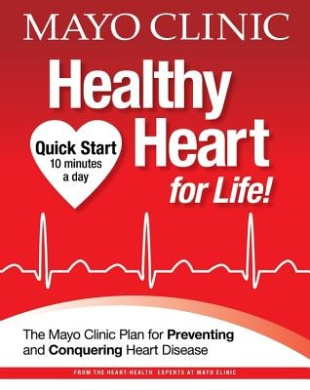 MAYO CLINIC
Healthy
Heart
for Life!
Quick Start
10 minutes
a day
The Mayo Clinic Plan for Preventing
and Conquering Heart Disease
FROM THE HEART-HEALTH EXPERTS AT MAYO CLINIC